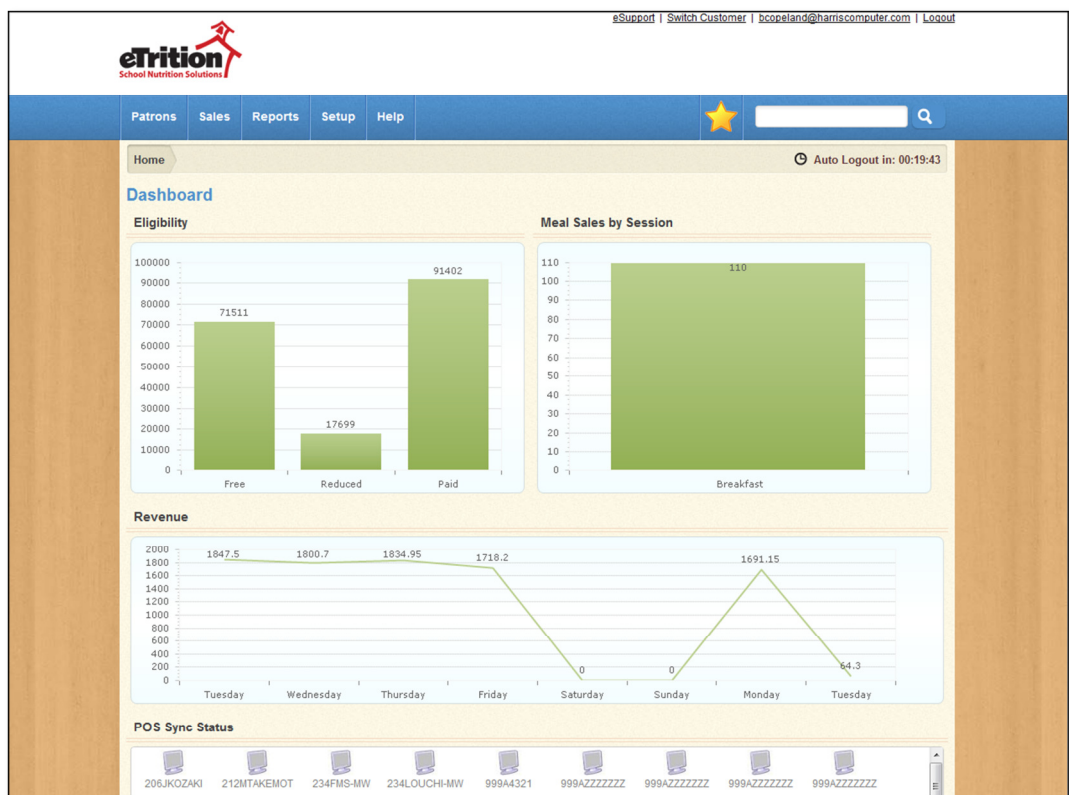 eSupport | Switch Customer | bcopeland@harriscomputer.com | Logout
eTrition
School Nutrition Solutions
Patrons Sales Reports Setup Help
Home
Auto Logout in: 00:19:43
Dashboard
Eligibility
100000
90000
80000
70000
60000
50000
40000
30000
20000
10000
0
71511
17699
91402
Free Reduced Paid
Meal Sales by Session
110
100
90
80
70
60
50
40
30
20
10
0
110
Breakfast
Revenue
2000
1800
1600
1400
1200
1000
800
600
400
200
0
1847.5 1800.7 1834.95 1718.2 0 0 1691.15 64.3
Tuesday Wednesday Thursday Friday Saturday Sunday Monday Tuesday
POS Sync Status
206JKOZAKI 212MTAKEMOT 234FMS-MW 234LOUCHI-MW 999A4321 999AZZZZZZZ 999AZZZZZZZ 999AZZZZZZZ 999AZZZZZZZ